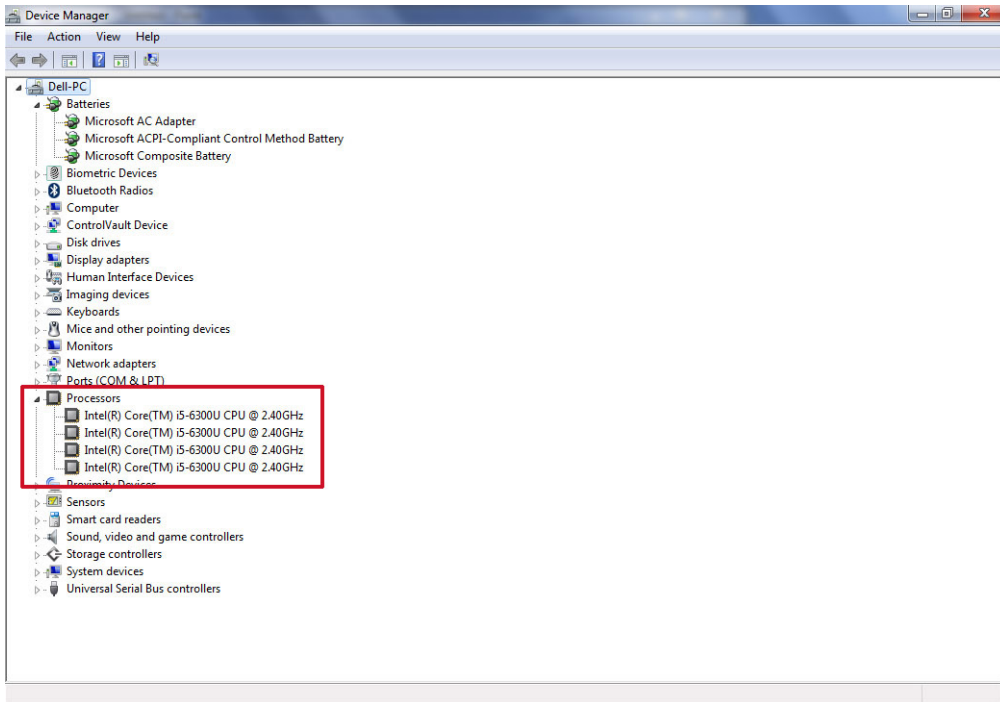 Device Manager
File Action View Help
Dell-PC
Batteries
Microsoft AC Adapter
Microsoft ACPI-Compliant Control Method Battery
Microsoft Composite Battery
Biometric Devices
Bluetooth Radios
Computer
ControlVault Device
Disk drives
Display adapters
Human Interface Devices
Imaging devices
Keyboards
Mice and other pointing devices
Monitors
Network adapters
Ports (COM & LPT)
Processors
Intel(R) Core(TM) i5-6300U CPU @ 2.40GHz
Intel(R) Core(TM) i5-6300U CPU @ 2.40GHz
Intel(R) Core(TM) i5-6300U CPU @ 2.40GHz
Intel(R) Core(TM) i5-6300U CPU @ 2.40GHz
Proximity Devices
Sensors
Smart card readers
Sound, video and game controllers
Storage controllers
System devices
Universal Serial Bus controllers